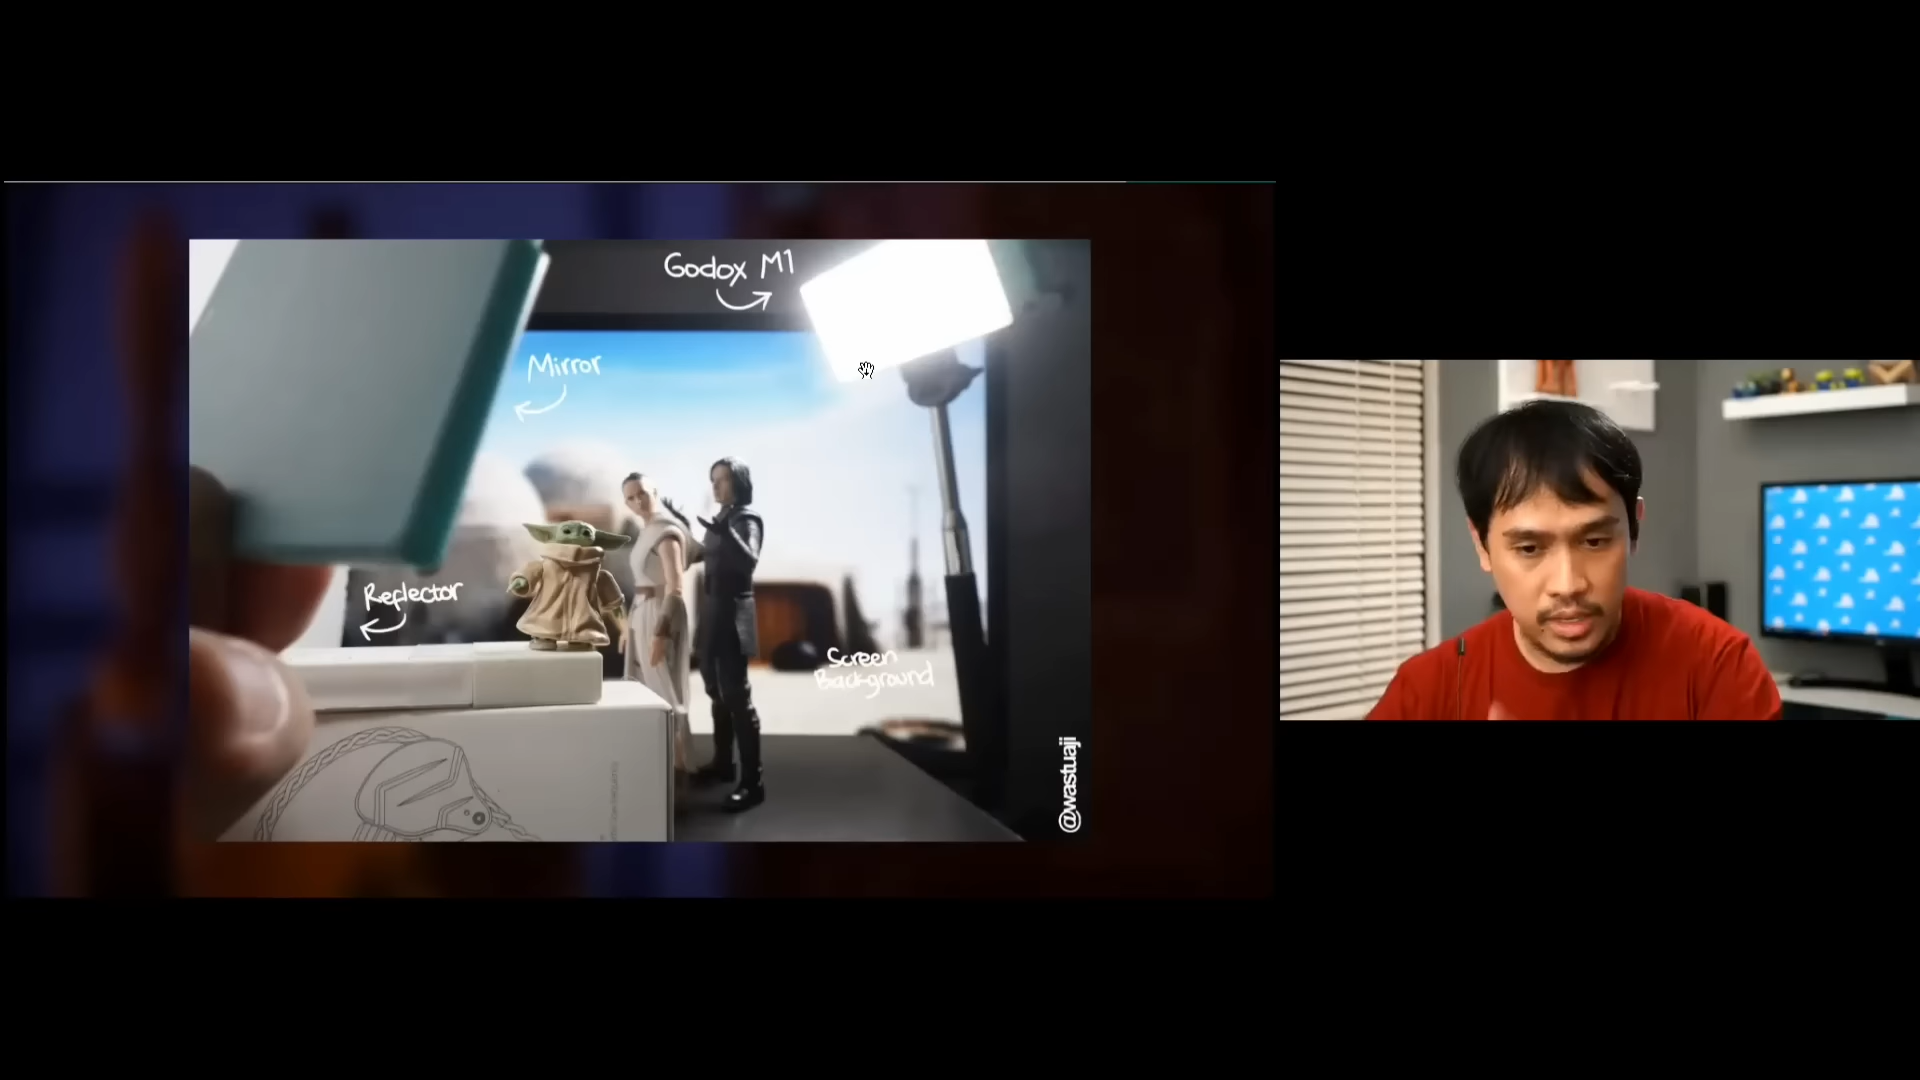 Godox M1
Mirror
Reflector
Screen
Background
@wastuaji